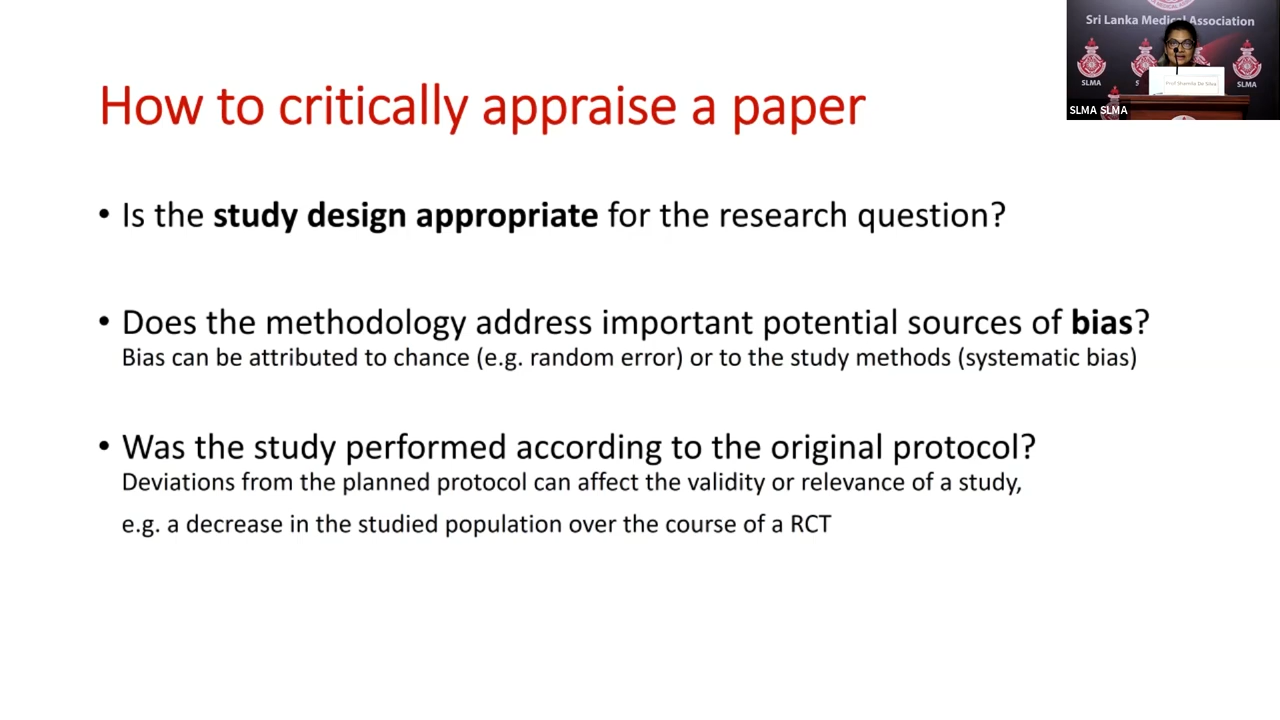 How to critically appraise a paper
• Is the study design appropriate for the research question?
• Does the methodology address important potential sources of bias?
Bias can be attributed to chance (e.g. random error) or to the study methods (systematic bias)
• Was the study performed according to the original protocol?
Deviations from the planned protocol can affect the validity or relevance of a study,
e.g. a decrease in the studied population over the course of a RCT
Sri Lanka Medical Association
SLMA
SLMA
SLMA SLMA